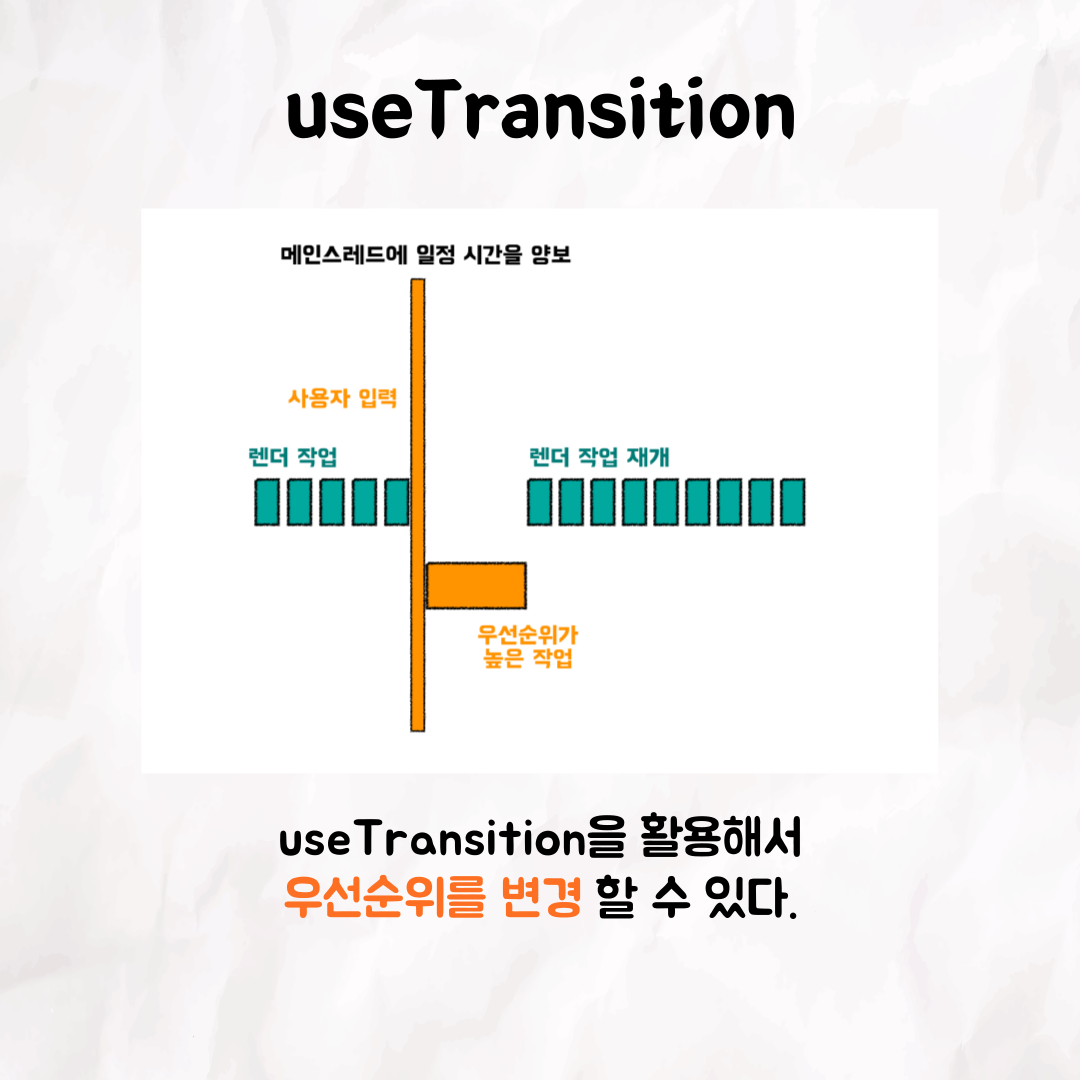 useTransition
메인스레드에 일정 시간을 양보
사용자 입력
렌더 작업
렌더 작업 재개
우선순위가
높은 작업
useTransition을 활용해서
우선순위를 변경 할 수 있다.